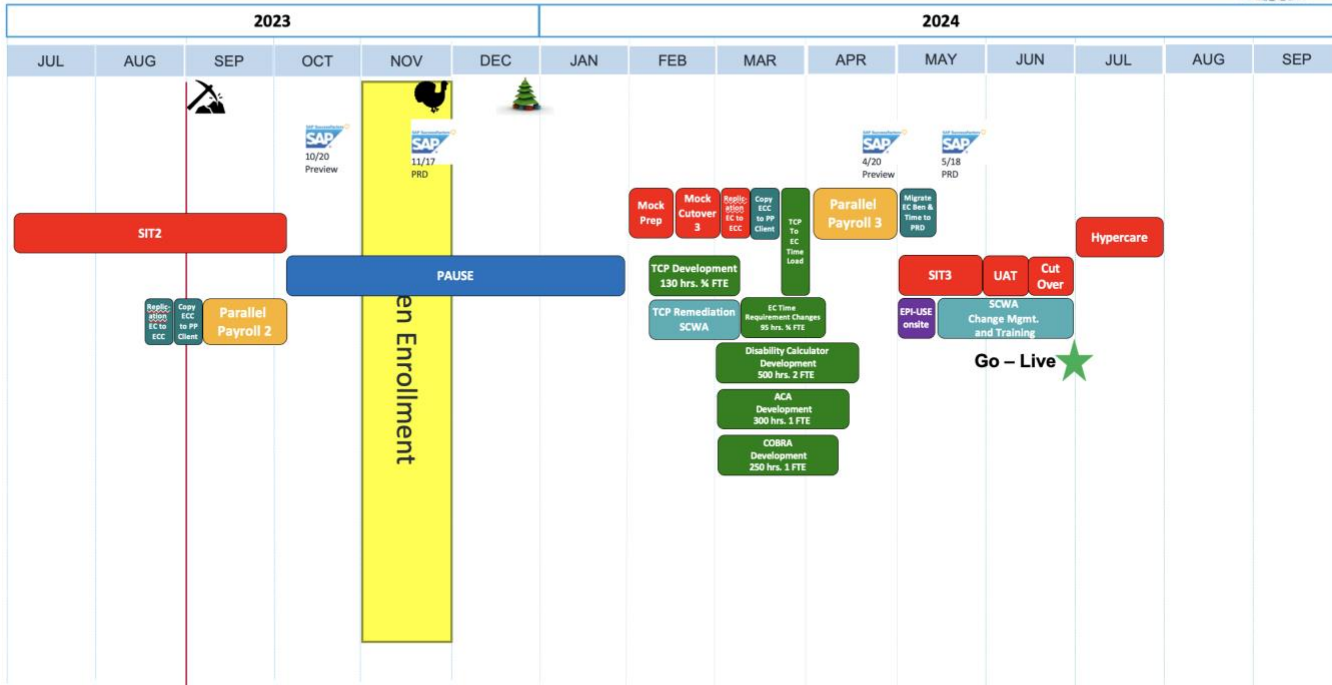 2023
2024
JUL
AUG
SEP
OCT
NOV
DEC
JAN
FEB
MAR
APR
MAY
JUN
JUL
AUG
SEP
SAP
10/20
Preview
SAP
11/17
PRD
SAP
4/20
Preview
SAP
5/18
PRD
Mock
Prep
Mock
Cutover
3
Replic-
ation
EC to
ECC
Copy
ECC
to PP
Client
TCP
To
EC
Time
Load
Parallel
Payroll 3
Migrate
EC Ben &
Time to
PRD
SIT2
Hypercare
PAUSE
TCP Development
130 hrs. ¾ FTE
SIT3
UAT
Cut
Over
Replic-
ation
EC to
ECC
Copy
ECC
to PP
Client
Parallel
Payroll 2
en Enrollment
TCP Remediation
SCWA
EC Time
Requirement Changes
95 hrs. ¾ FTE
EPI-USE
onsite
SCWA
Change Mgmt.
and Training
Disability Calculator
Development
500 hrs. 2 FTE
Go – Live
ACA
Development
300 hrs. 1 FTE
COBRA
Development
250 hrs. 1 FTE